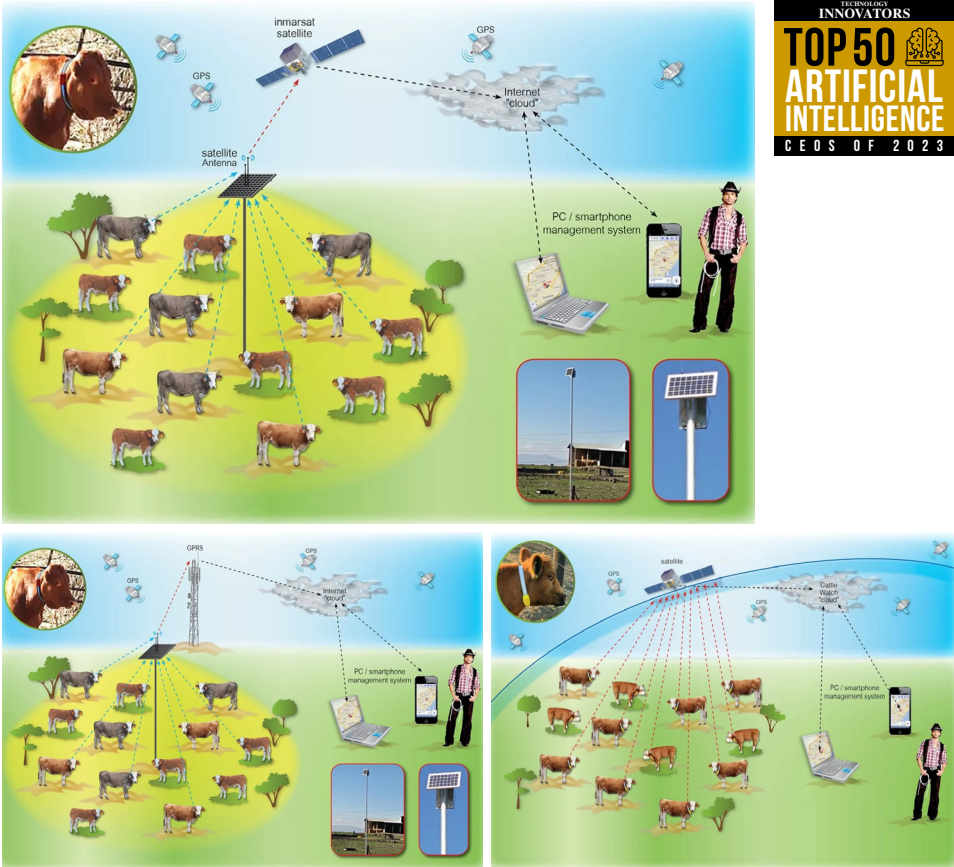 TECHNOLOGY
INNOVATORS
TOP 50
ARTIFICIAL
INTELLIGENCE
CEOS OF 2023
inmarsat
satellite
GPS
GPS
Internet
"cloud"
satellite
Antenna
PC / smartphone
management system
GPRS
GPS
GPS
Internet
"cloud"
PC / smartphone
management system
satellite
GPS
GPS
Cattle
Watch
"cloud"
PC / smartphone
management system